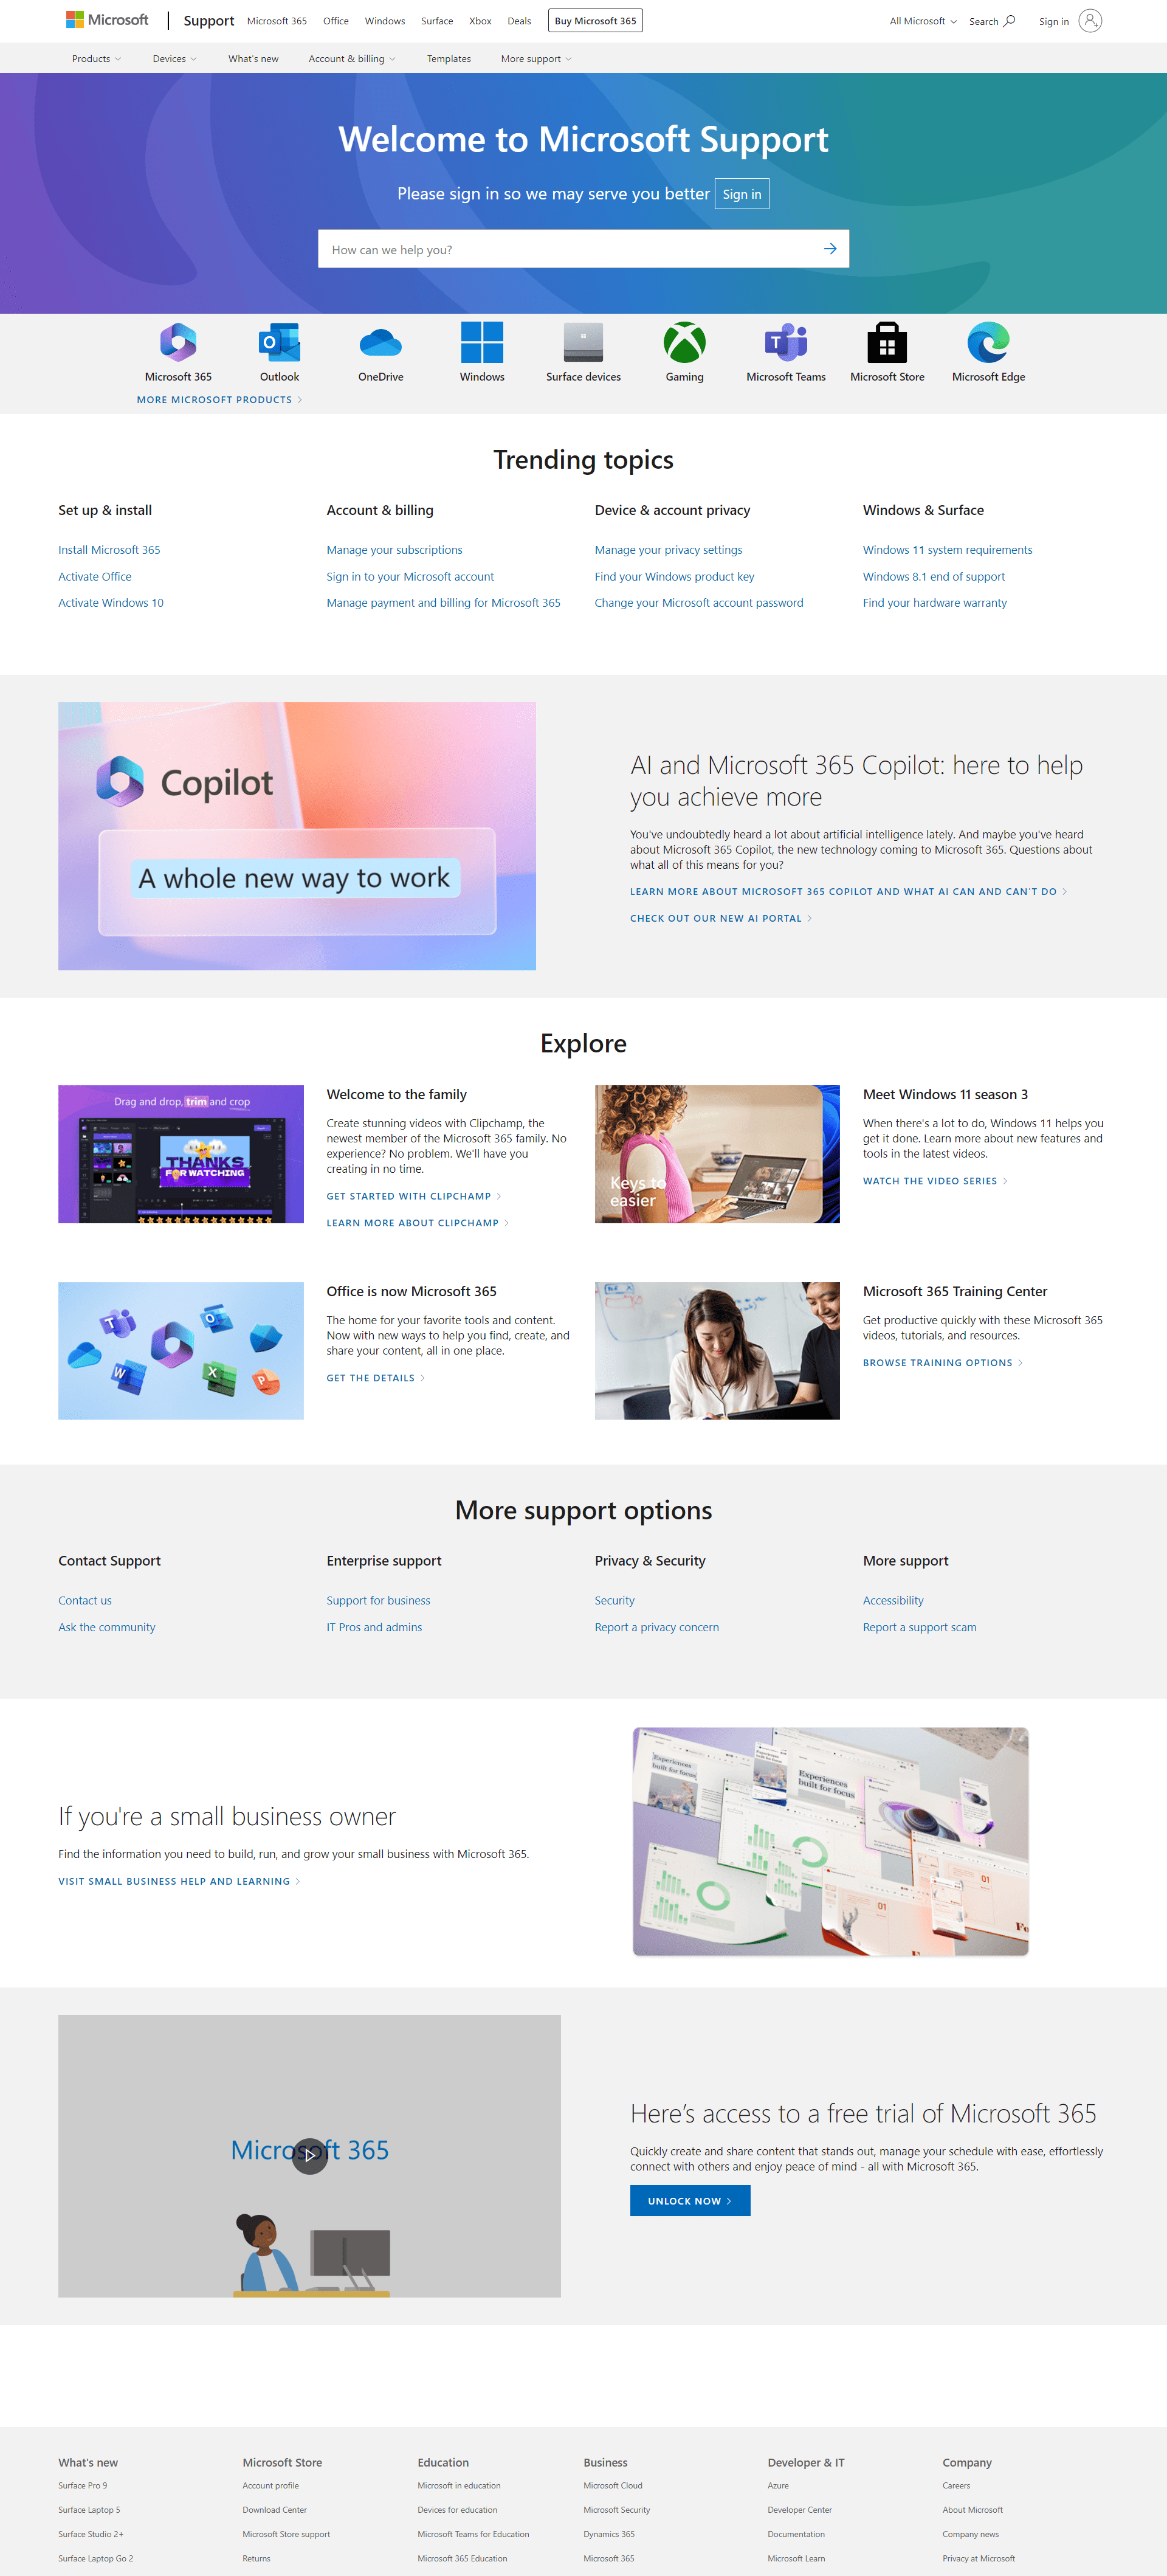 Microsoft
Support
Microsoft 365
Office
Windows
Surface
Xbox
Deals
Buy Microsoft 365
All Microsoft
Search
Sign in
Products
Devices
What's new
Account & billing
Templates
More support
Welcome to Microsoft Support
Please sign in so we may serve you better
Sign in
How can we help you?
Microsoft 365
Outlook
OneDrive
Windows
Surface devices
Gaming
Microsoft Teams
Microsoft Store
Microsoft Edge
MORE MICROSOFT PRODUCTS
Trending topics
Set up & install
Install Microsoft 365
Activate Office
Activate Windows 10
Account & billing
Manage your subscriptions
Sign in to your Microsoft account
Manage payment and billing for Microsoft 365
Device & account privacy
Manage your privacy settings
Find your Windows product key
Change your Microsoft account password
Windows & Surface
Windows 11 system requirements
Windows 8.1 end of support
Find your hardware warranty
Copilot
A whole new way to work
AI and Microsoft 365 Copilot: here to help
you achieve more
You've undoubtedly heard a lot about artificial intelligence lately. And maybe you've heard
about Microsoft 365 Copilot, the new technology coming to Microsoft 365. Questions about
what all of this means for you?
LEARN MORE ABOUT MICROSOFT 365 COPILOT AND WHAT AI CAN AND CAN'T DO
CHECK OUT OUR NEW AI PORTAL
Explore
Drag and drop, trim and crop
THANKS
FOR WATCHING
Welcome to the family
Create stunning videos with Clipchamp, the
newest member of the Microsoft 365 family. No
experience? No problem. We'll have you
creating in no time.
GET STARTED WITH CLIPCHAMP
LEARN MORE ABOUT CLIPCHAMP
Keys to
easier
Meet Windows 11 season 3
When there's a lot to do, Windows 11 helps you
get it done. Learn more about new features and
tools in the latest videos.
WATCH THE VIDEO SERIES
Office is now Microsoft 365
The home for your favorite tools and content.
Now with new ways to help you find, create, and
share your content, all in one place.
GET THE DETAILS
Microsoft 365 Training Center
Get productive quickly with these Microsoft 365
videos, tutorials, and resources.
BROWSE TRAINING OPTIONS
More support options
Contact Support
Contact us
Ask the community
Enterprise support
Support for business
IT Pros and admins
Privacy & Security
Security
Report a privacy concern
More support
Accessibility
Report a support scam
If you're a small business owner
Find the information you need to build, run, and grow your small business with Microsoft 365.
VISIT SMALL BUSINESS HELP AND LEARNING
Experiences
built for focus
Experiences
built for focus
01
01
Microsoft 365
Here's access to a free trial of Microsoft 365
Quickly create and share content that stands out, manage your schedule with ease, effortlessly
connect with others and enjoy peace of mind - all with Microsoft 365.
UNLOCK NOW
What's new
Surface Pro 9
Surface Laptop 5
Surface Studio 2+
Surface Laptop Go 2
Microsoft Store
Account profile
Download Center
Microsoft Store support
Returns
Education
Microsoft in education
Devices for education
Microsoft Teams for Education
Microsoft 365 Education
Business
Microsoft Cloud
Microsoft Security
Dynamics 365
Microsoft 365
Developer & IT
Azure
Developer Center
Documentation
Microsoft Learn
Company
Careers
About Microsoft
Company news
Privacy at Microsoft